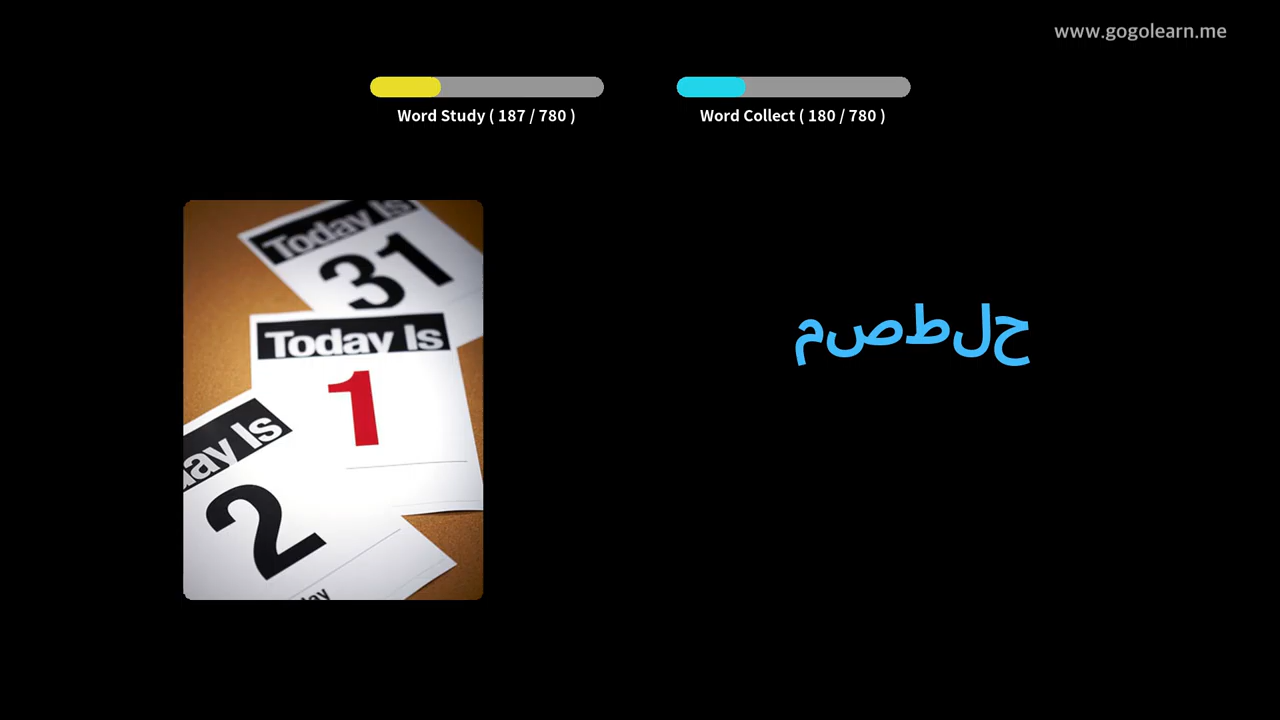 www.gogolearn.me
Word Study ( 187 / 780 )
Word Collect ( 180 / 780 )
Today Is
31
Today Is
1
day Is
2
مصطلح